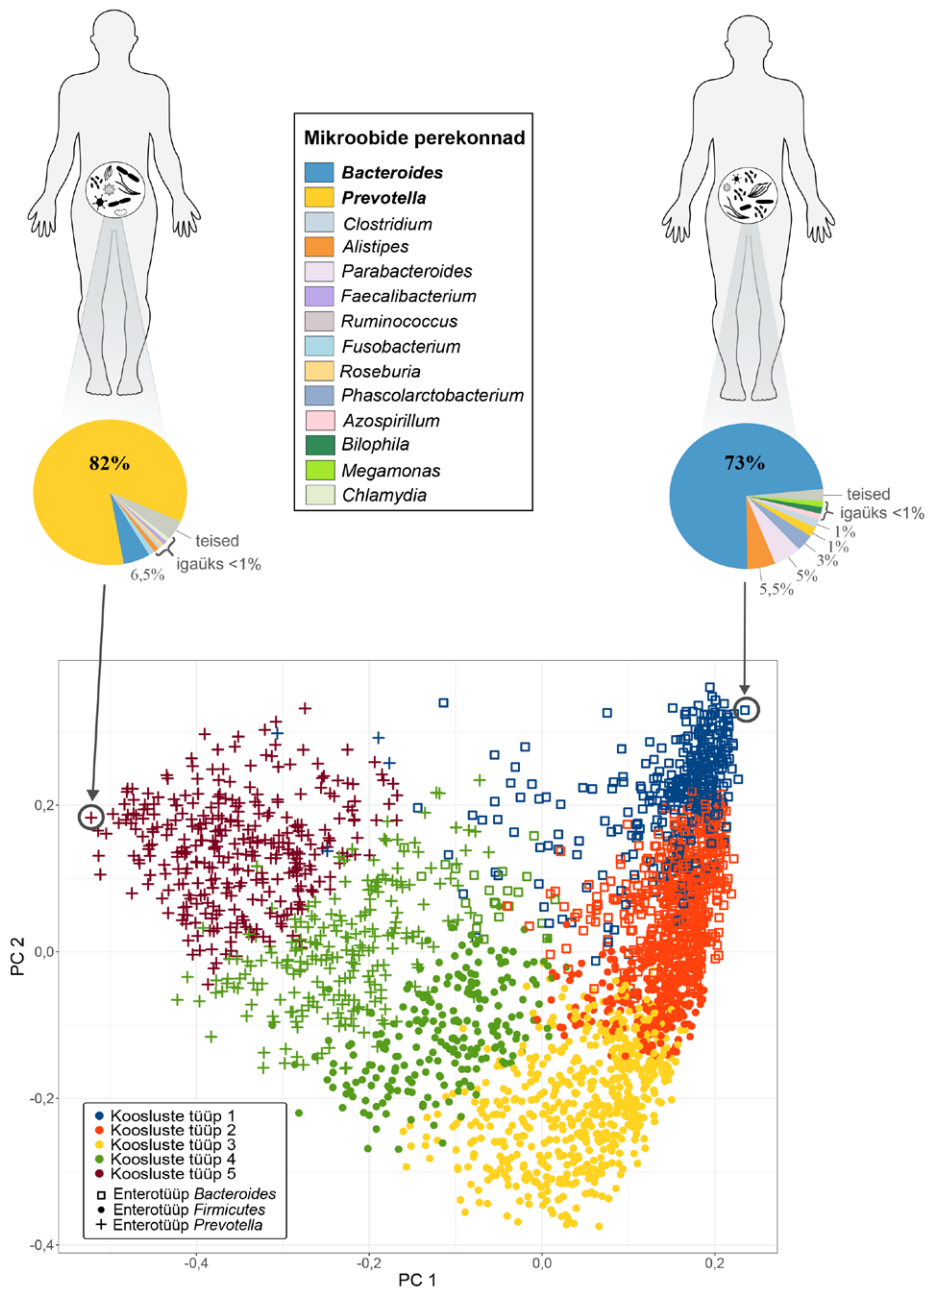 Mikroobide perekonnad
Bacteroides
Prevotella
Clostridium
Alistipes
Parabacteroides
Faecalibacterium
Ruminococcus
Fusobacterium
Roseburia
Phascolarctobacterium
Azospirillum
Bilophila
Megamonas
Chlamydia
82%
teised
igaüks <1%
6,5%
73%
teised
igaüks <1%
1%
1%
3%
5%
5,5%
PC 2
0,2
0,0
-0,2
-0,4
Koosluste tüüp 1
Koosluste tüüp 2
Koosluste tüüp 3
Koosluste tüüp 4
Koosluste tüüp 5
Enterotüüp Bacteroides
Enterotüüp Firmicutes
Enterotüüp Prevotella
-0,4
-0,2
0,0
0,2
PC 1